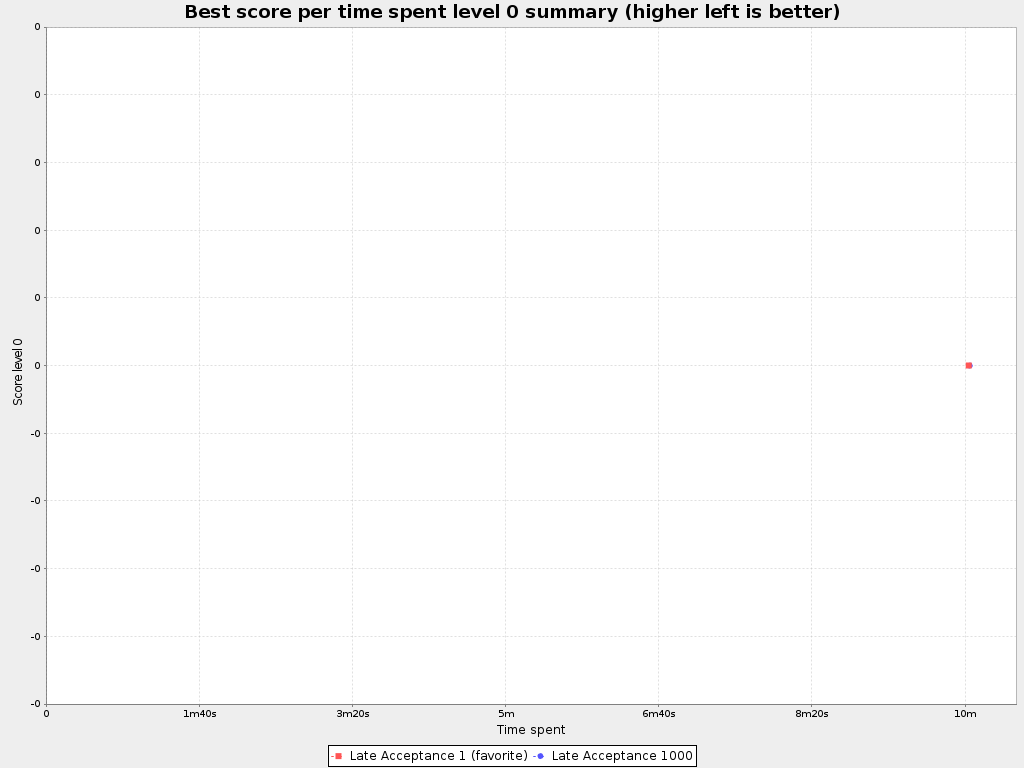 Best score per time spent level 0 summary (higher left is better)
0
0
0
0
0
0
-0
-0
-0
-0
-0
Score level 0
0 1m40s 3m20s 5m 6m40s 8m20s 10m
Time spent
Late Acceptance 1 (favorite) Late Acceptance 1000